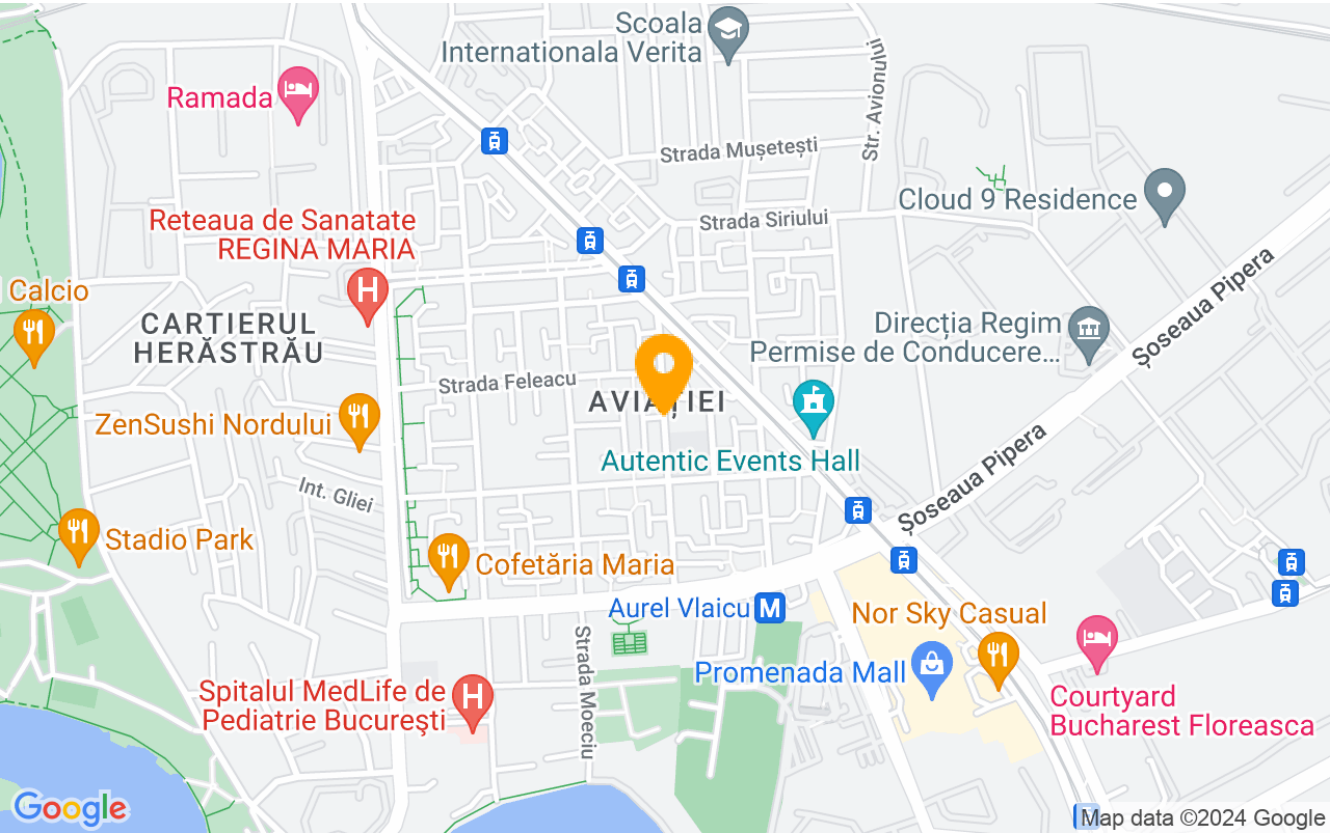 Scoala
Internationala Verita
Ramada
Str. Avionului
Strada Mușetești
Cloud 9 Residence
Reteaua de Sanatate
REGINA MARIA
Strada Siriului
Calcio
CARTIERUL
HERĂSTRĂU
Direcția Regim
Permise de Conducere...
Șoseaua Pipera
Strada Feleacu
AVIAȚIEI
ZenSushi Nordului
Autentic Events Hall
Int. Gliei
Șoseaua Pipera
Stadio Park
Cofetăria Maria
Aurel Vlaicu M
Nor Sky Casual
Strada Moeciu
Promenada Mall
Spitalul MedLife de
Pediatrie Bucureşti
Courtyard
Bucharest Floreasca
Google
Map data ©2024 Google